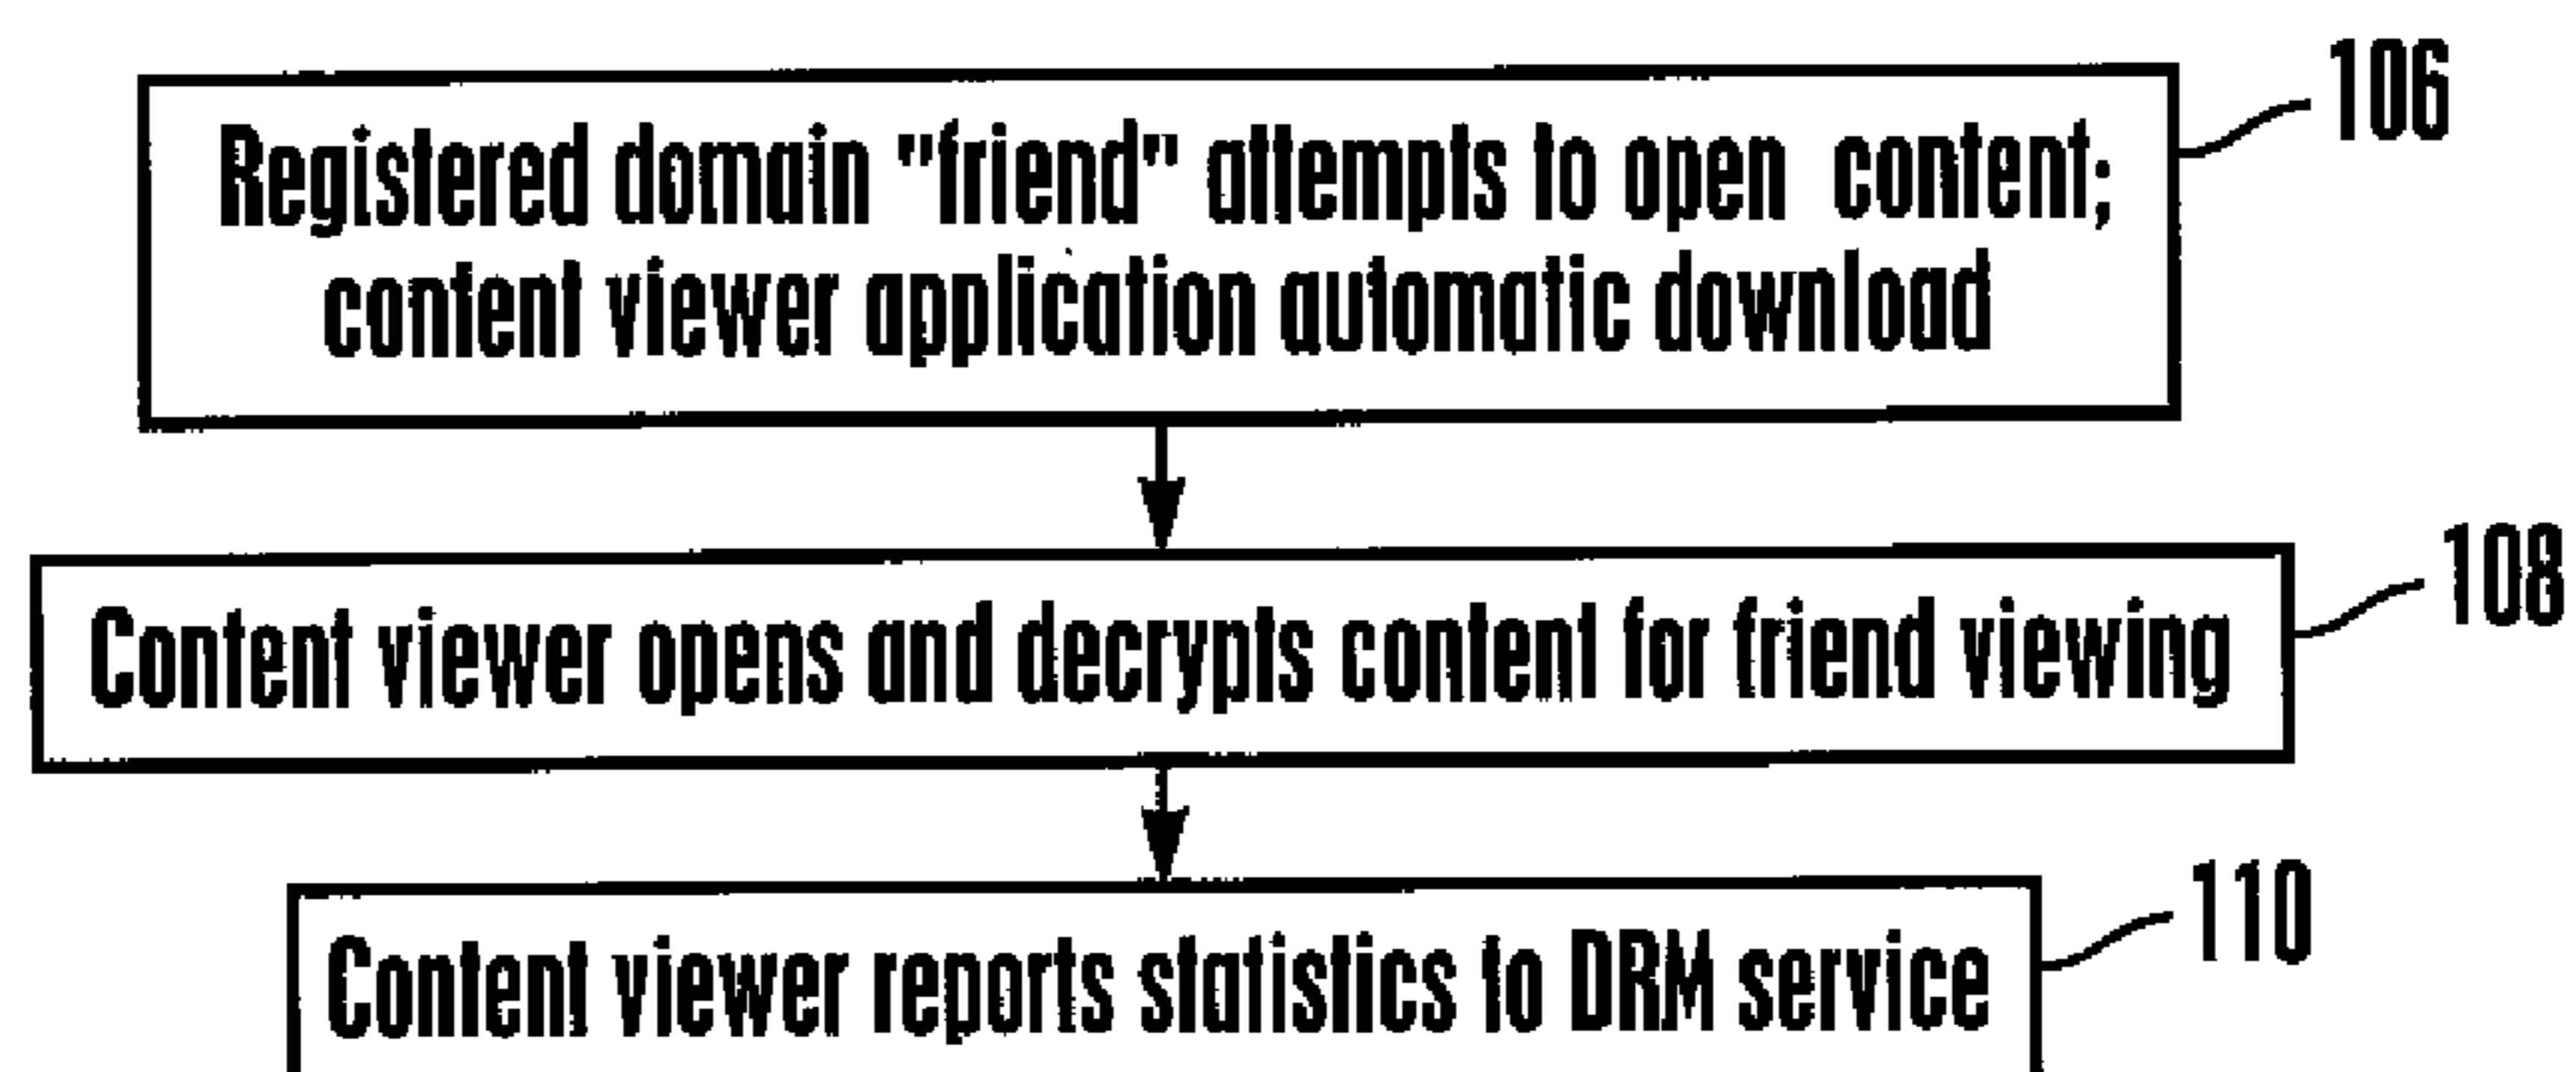 Registered domain "friend" attempts to open content;
content viewer application automatic download
106
Content viewer opens and decrypts content for friend viewing
108
Content viewer reports statistics to DRM service
110